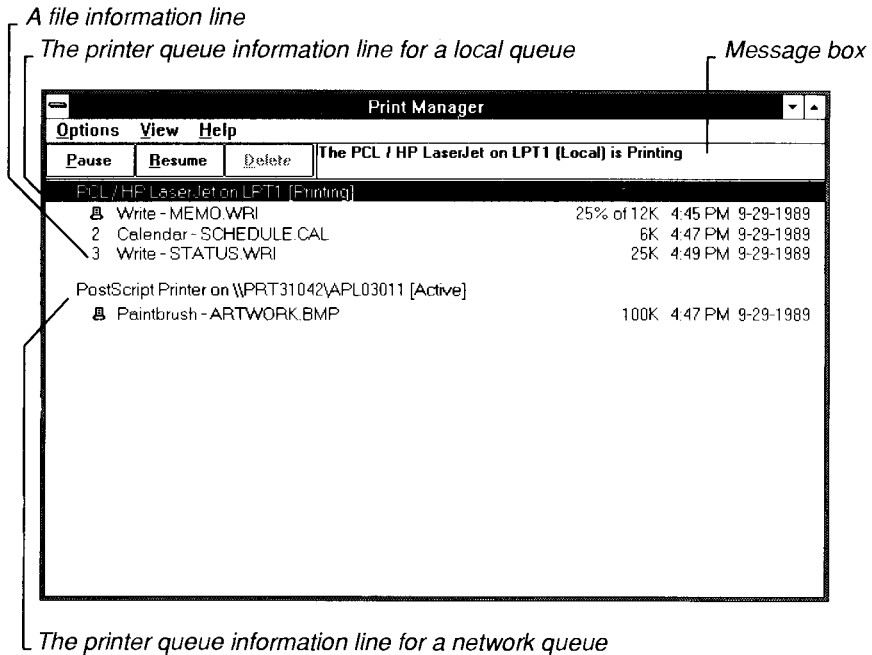 A file information line
The printer queue information line for a local queue
Message box
Print Manager
Options View Help
Pause Resume Delete The PCL / HP LaserJet on LPT1 (Local) is Printing
PCL / HP LaserJet on LPT1 [Printing]
Write - MEMO.WRI 25% of 12K 4:45 PM 9-29-1989
2 Calendar - SCHEDULE.CAL 6K 4:47 PM 9-29-1989
3 Write - STATUS.WRI 25K 4:49 PM 9-29-1989
PostScript Printer on \\PRT31042\APL03011 [Active]
Paintbrush - ARTWORK.BMP 100K 4:47 PM 9-29-1989
The printer queue information line for a network queue